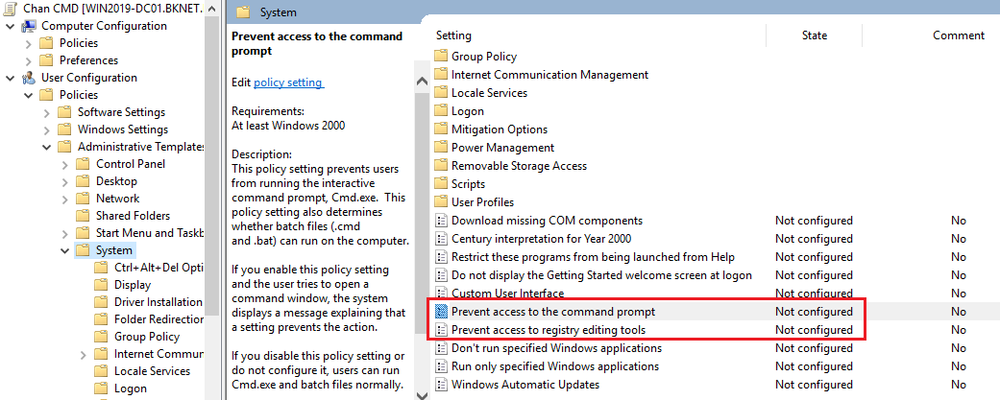 Chan CMD [WIN2019-DC01.BKNET.
Computer Configuration
Policies
Preferences
User Configuration
Policies
Software Settings
Windows Settings
Administrative Templates
Control Panel
Desktop
Network
Shared Folders
Start Menu and Taskb
System
Ctrl+Alt+Del Opti
Display
Driver Installation
Folder Redirection
Group Policy
Internet Commun
Locale Services
Logon
System
Prevent access to the command
prompt
Edit policy setting
Requirements:
At least Windows 2000
Description:
This policy setting prevents users
from running the interactive
command prompt, Cmd.exe. This
policy setting also determines
whether batch files (.cmd
and .bat) can run on the computer.
If you enable this policy setting
and the user tries to open a
command window, the system
displays a message explaining that
a setting prevents the action.
If you disable this policy setting or
do not configure it, users can run
Cmd.exe and batch files normally.
Setting State Comment
Group Policy
Internet Communication Management
Locale Services
Logon
Mitigation Options
Power Management
Removable Storage Access
Scripts
User Profiles
Download missing COM components Not configured No
Century interpretation for Year 2000 Not configured No
Restrict these programs from being launched from Help Not configured No
Do not display the Getting Started welcome screen at logon Not configured No
Custom User Interface Not configured No
Prevent access to the command prompt Not configured No
Prevent access to registry editing tools Not configured No
Don't run specified Windows applications Not configured No
Run only specified Windows applications Not configured No
Windows Automatic Updates Not configured No